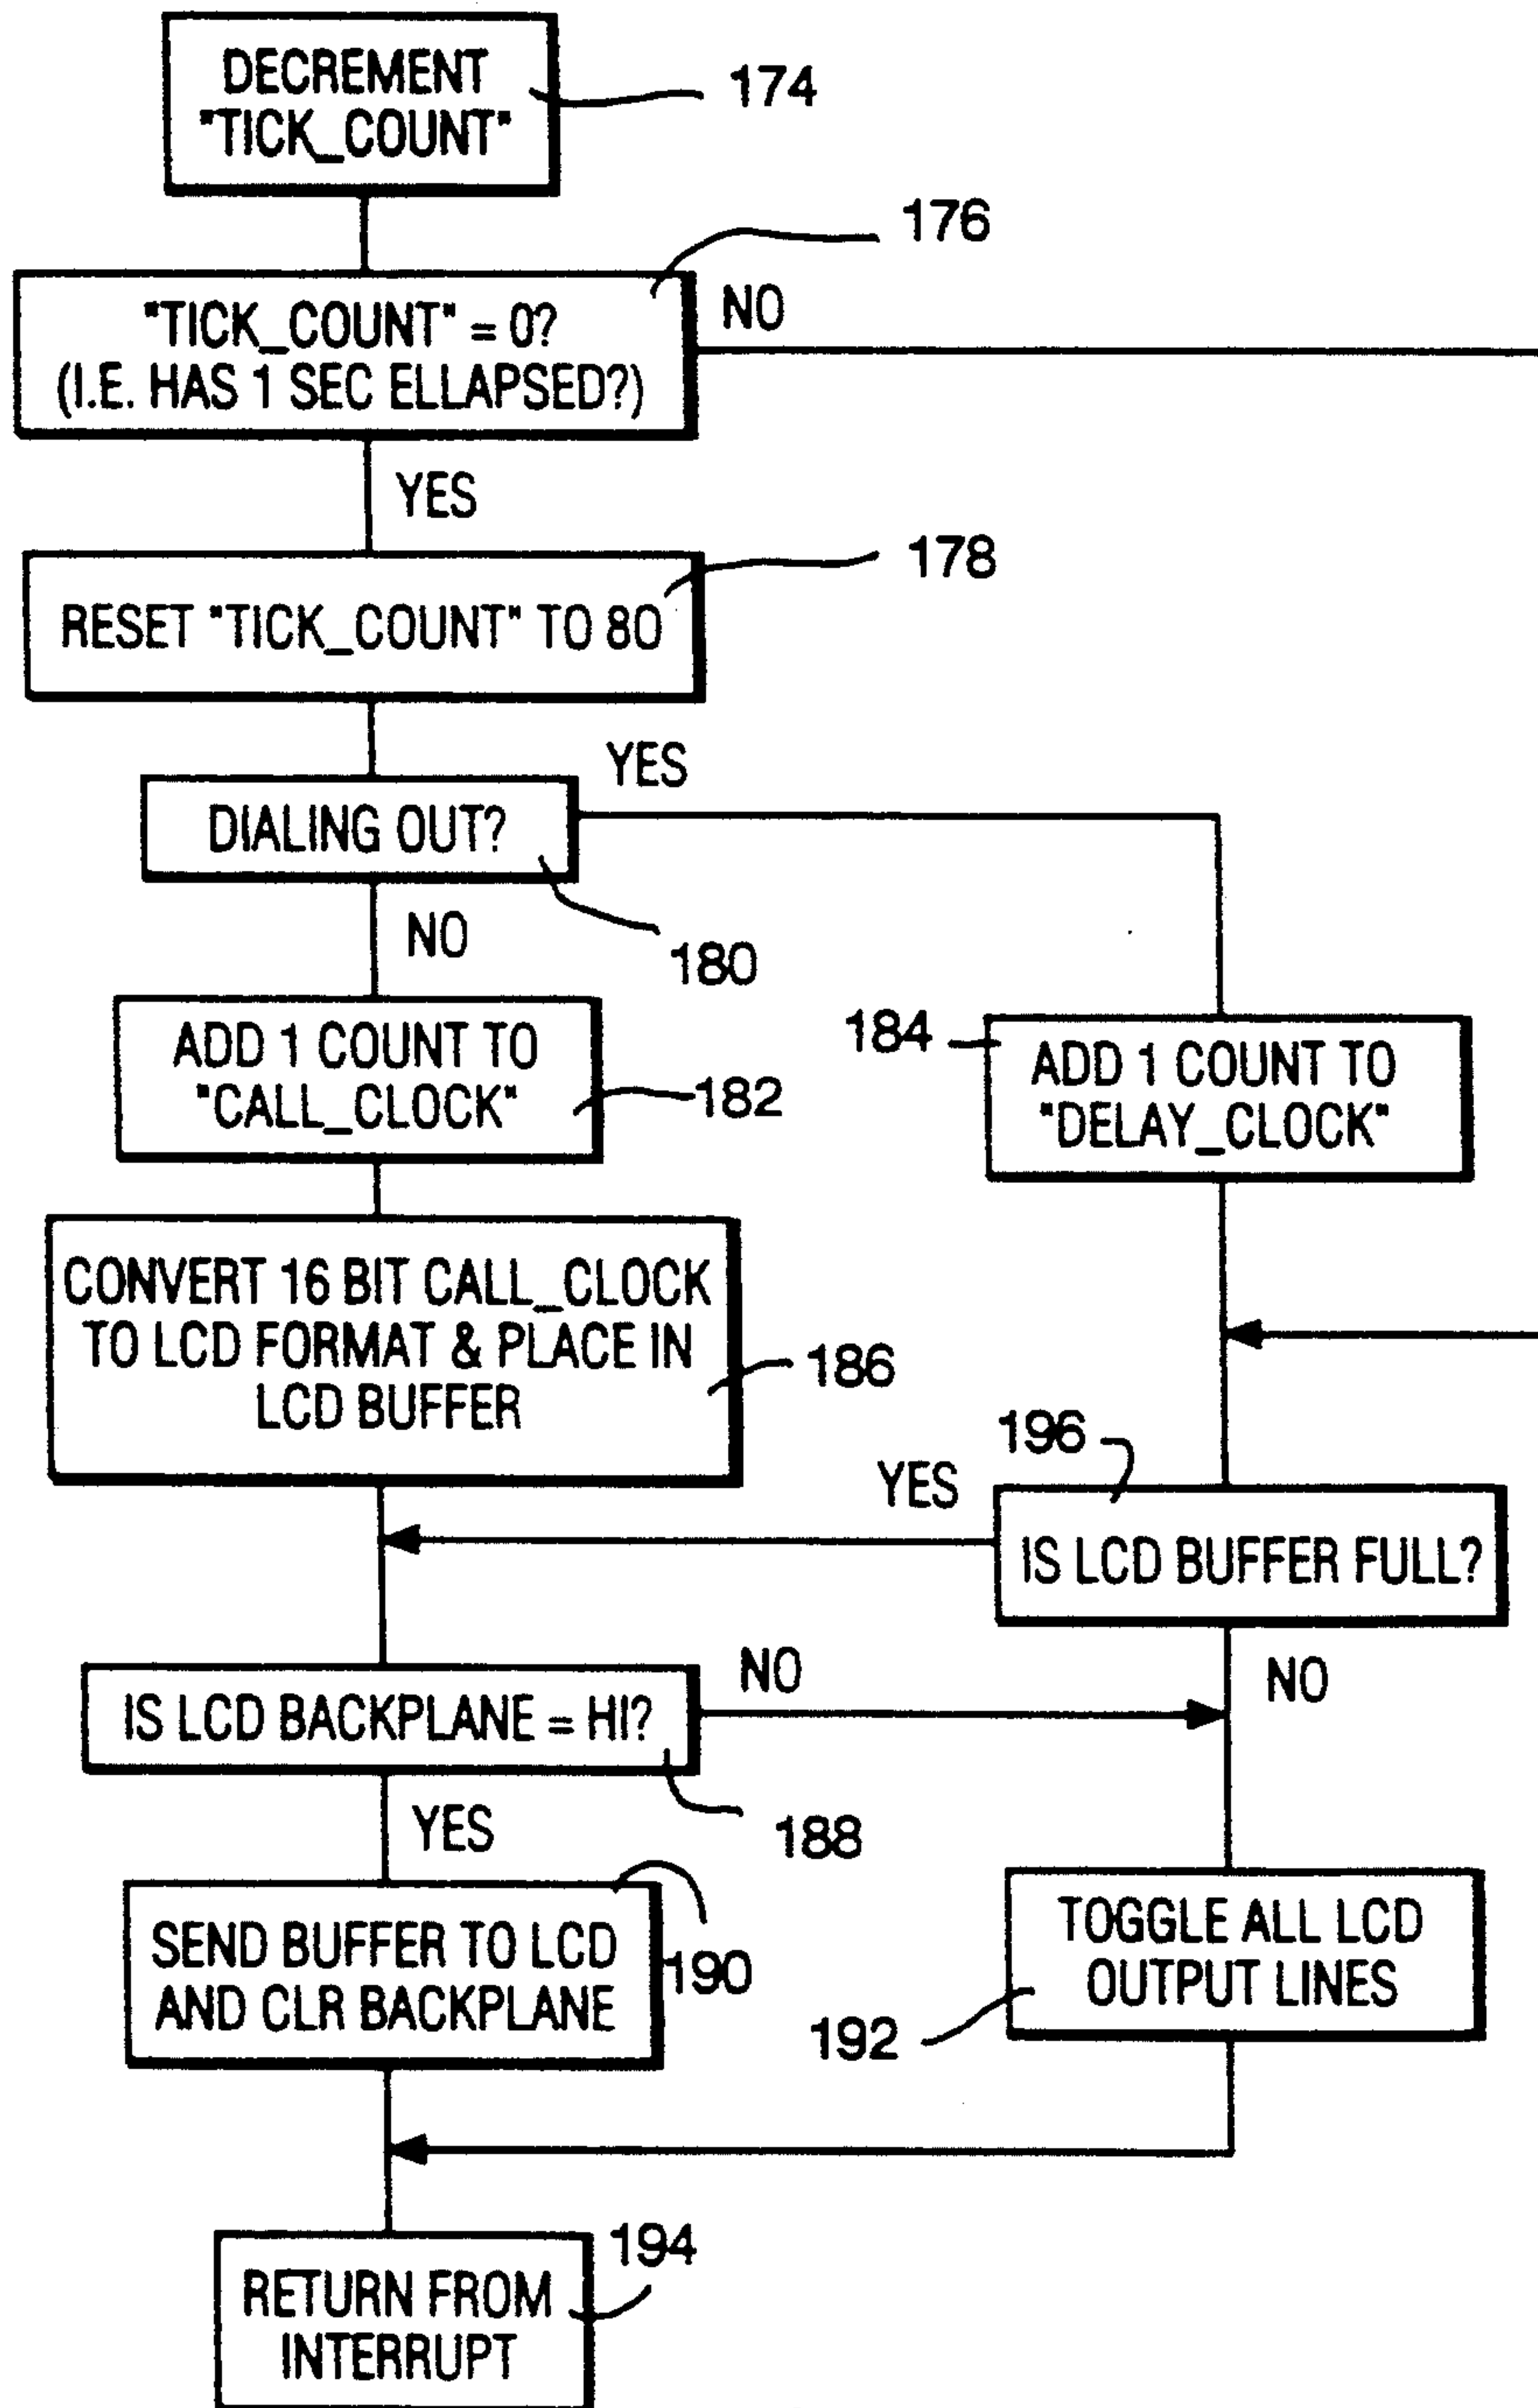 DECREMENT
"TICK_COUNT"
174
176
"TICK_COUNT" = 0?
(I.E. HAS 1 SEC ELLAPSED?)
NO
YES
178
RESET "TICK_COUNT" TO 80
YES
DIALING OUT?
NO
180
ADD 1 COUNT TO
"CALL_CLOCK"
182
184
ADD 1 COUNT TO
"DELAY_CLOCK"
CONVERT 16 BIT CALL_CLOCK
TO LCD FORMAT & PLACE IN
LCD BUFFER
186
196
YES
IS LCD BUFFER FULL?
NO
IS LCD BACKPLANE = HI?
NO
YES
188
SEND BUFFER TO LCD
AND CLR BACKPLANE
190
TOGGLE ALL LCD
OUTPUT LINES
192
194
RETURN FROM
INTERRUPT